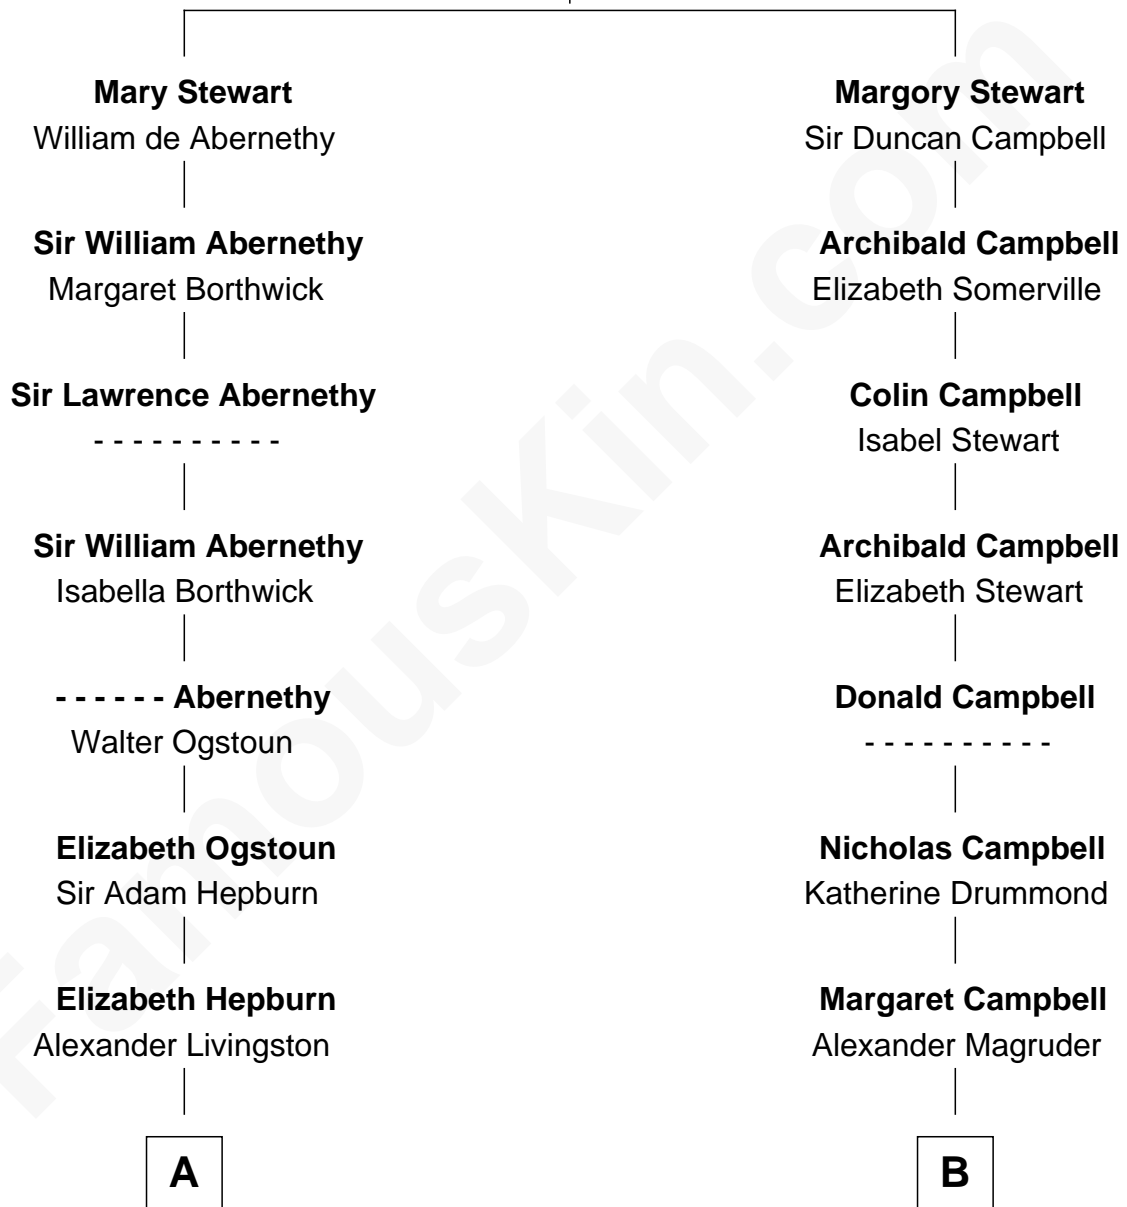 Mary Stewart
William de Abernethy
Sir William Abernethy
Margaret Borthwick
Sir Lawrence Abernethy
- - - - - - - - - -
Sir William Abernethy
Isabella Borthwick
- - - - - - Abernethy
Walter Ogstoun
Elizabeth Ogstoun
Sir Adam Hepburn
Elizabeth Hepburn
Alexander Livingston
A
Margory Stewart
Sir Duncan Campbell
Archibald Campbell
Elizabeth Somerville
Colin Campbell
Isabel Stewart
Archibald Campbell
Elizabeth Stewart
Donald Campbell
- - - - - - - - - -
Nicholas Campbell
Katherine Drummond
Margaret Campbell
Alexander Magruder
B
FamousKin.com